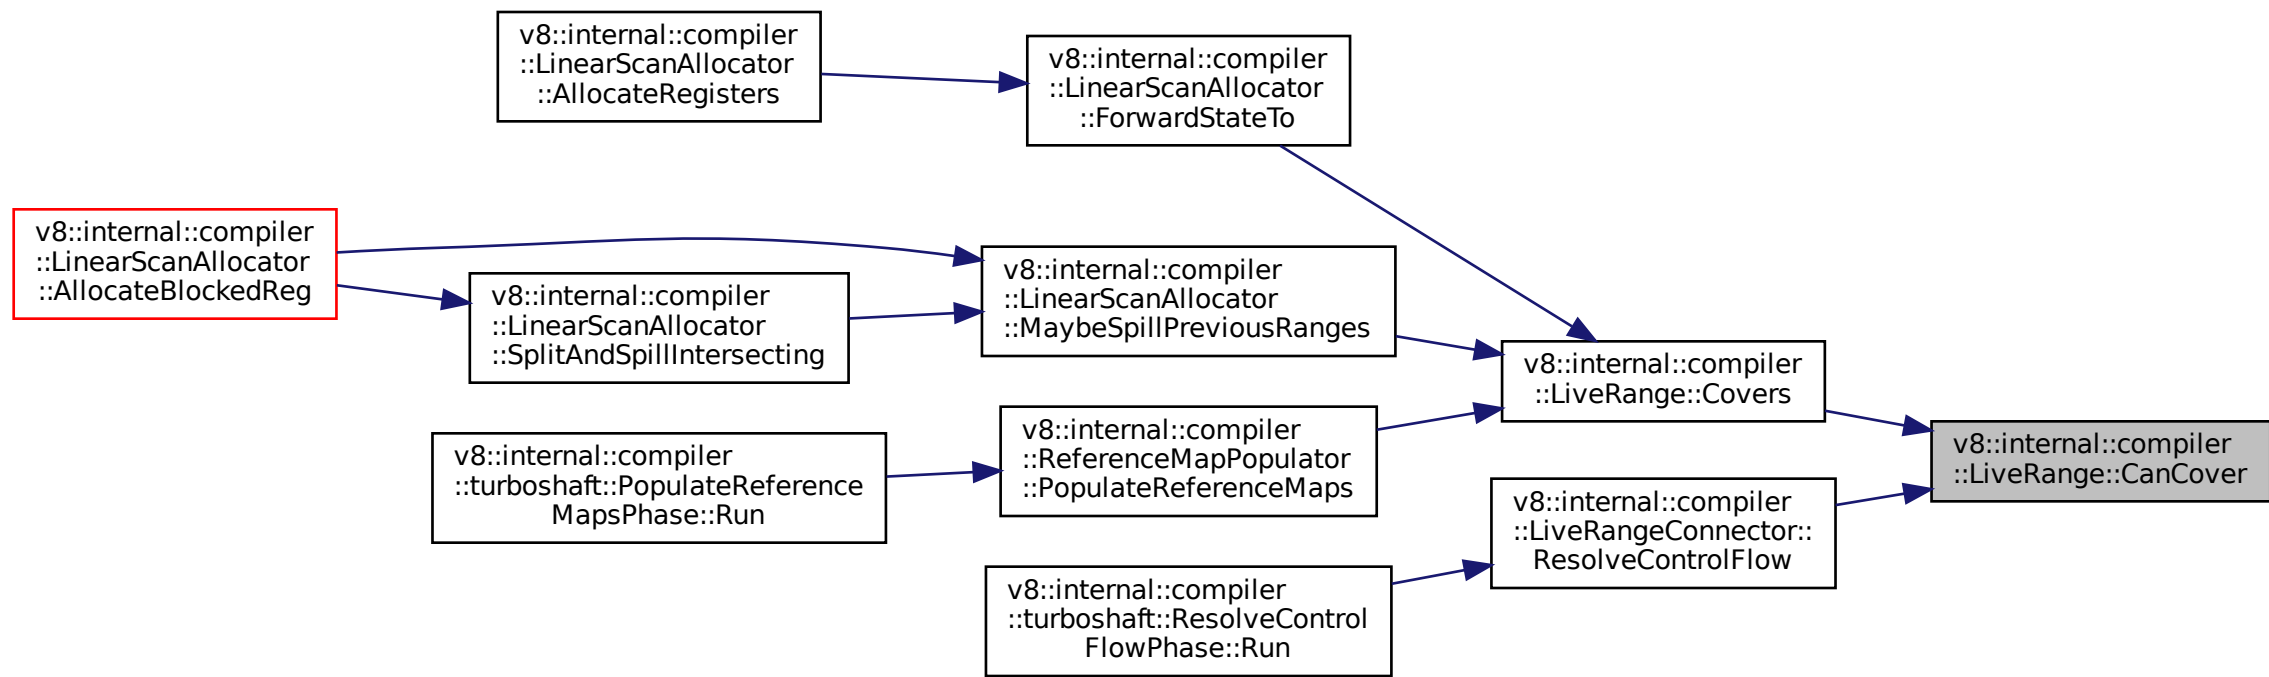 v8::internal::compiler
::LinearScanAllocator
::AllocateRegisters
v8::internal::compiler
::LinearScanAllocator
::ForwardStateTo
v8::internal::compiler
::LinearScanAllocator
::AllocateBlockedReg
v8::internal::compiler
::LinearScanAllocator
::SplitAndSpillIntersecting
v8::internal::compiler
::LinearScanAllocator
::MaybeSpillPreviousRanges
v8::internal::compiler
::LiveRange::Covers
v8::internal::compiler
::turboshaft::PopulateReference
MapsPhase::Run
v8::internal::compiler
::ReferenceMapPopulator
::PopulateReferenceMaps
v8::internal::compiler
::LiveRange::CanCover
v8::internal::compiler
::LiveRangeConnector::
ResolveControlFlow
v8::internal::compiler
::turboshaft::ResolveControl
FlowPhase::Run